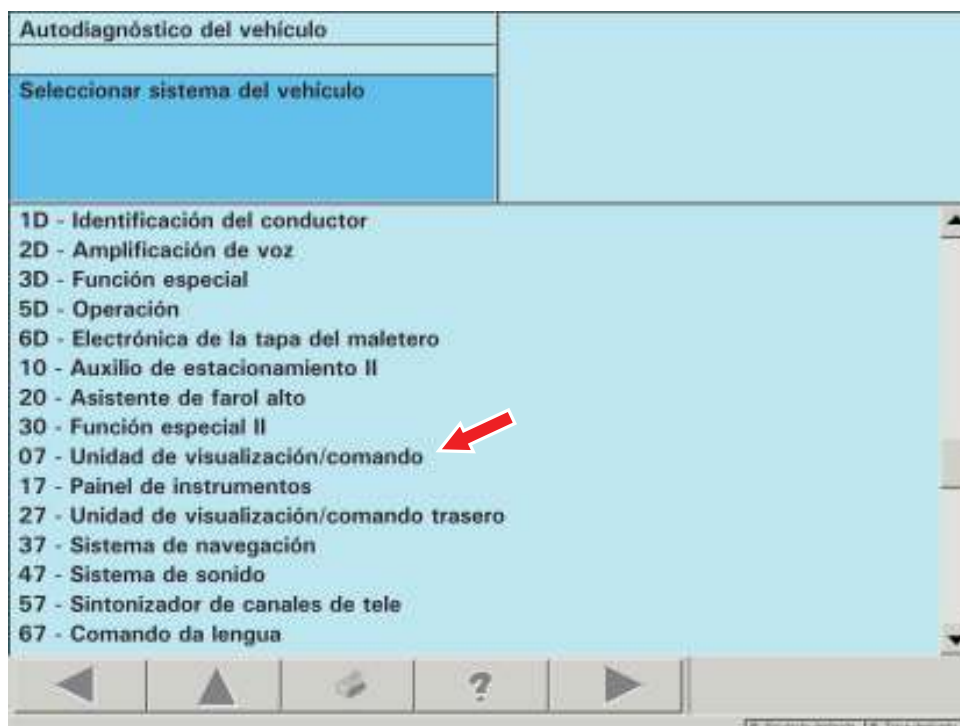 Autodiagnóstico del vehículo
Seleccionar sistema del vehículo
1D - Identificación del conductor
2D - Amplificación de voz
3D - Función especial
5D - Operación
6D - Electrónica de la tapa del maletero
10 - Auxilio de estacionamiento II
20 - Asistente de farol alto
30 - Función especial II
07 - Unidad de visualización/comando
17 - Painel de instrumentos
27 - Unidad de visualización/comando trasero
37 - Sistema de navegación
47 - Sistema de sonido
57 - Sintonizador de canales de tele
67 - Comando da lengua
?